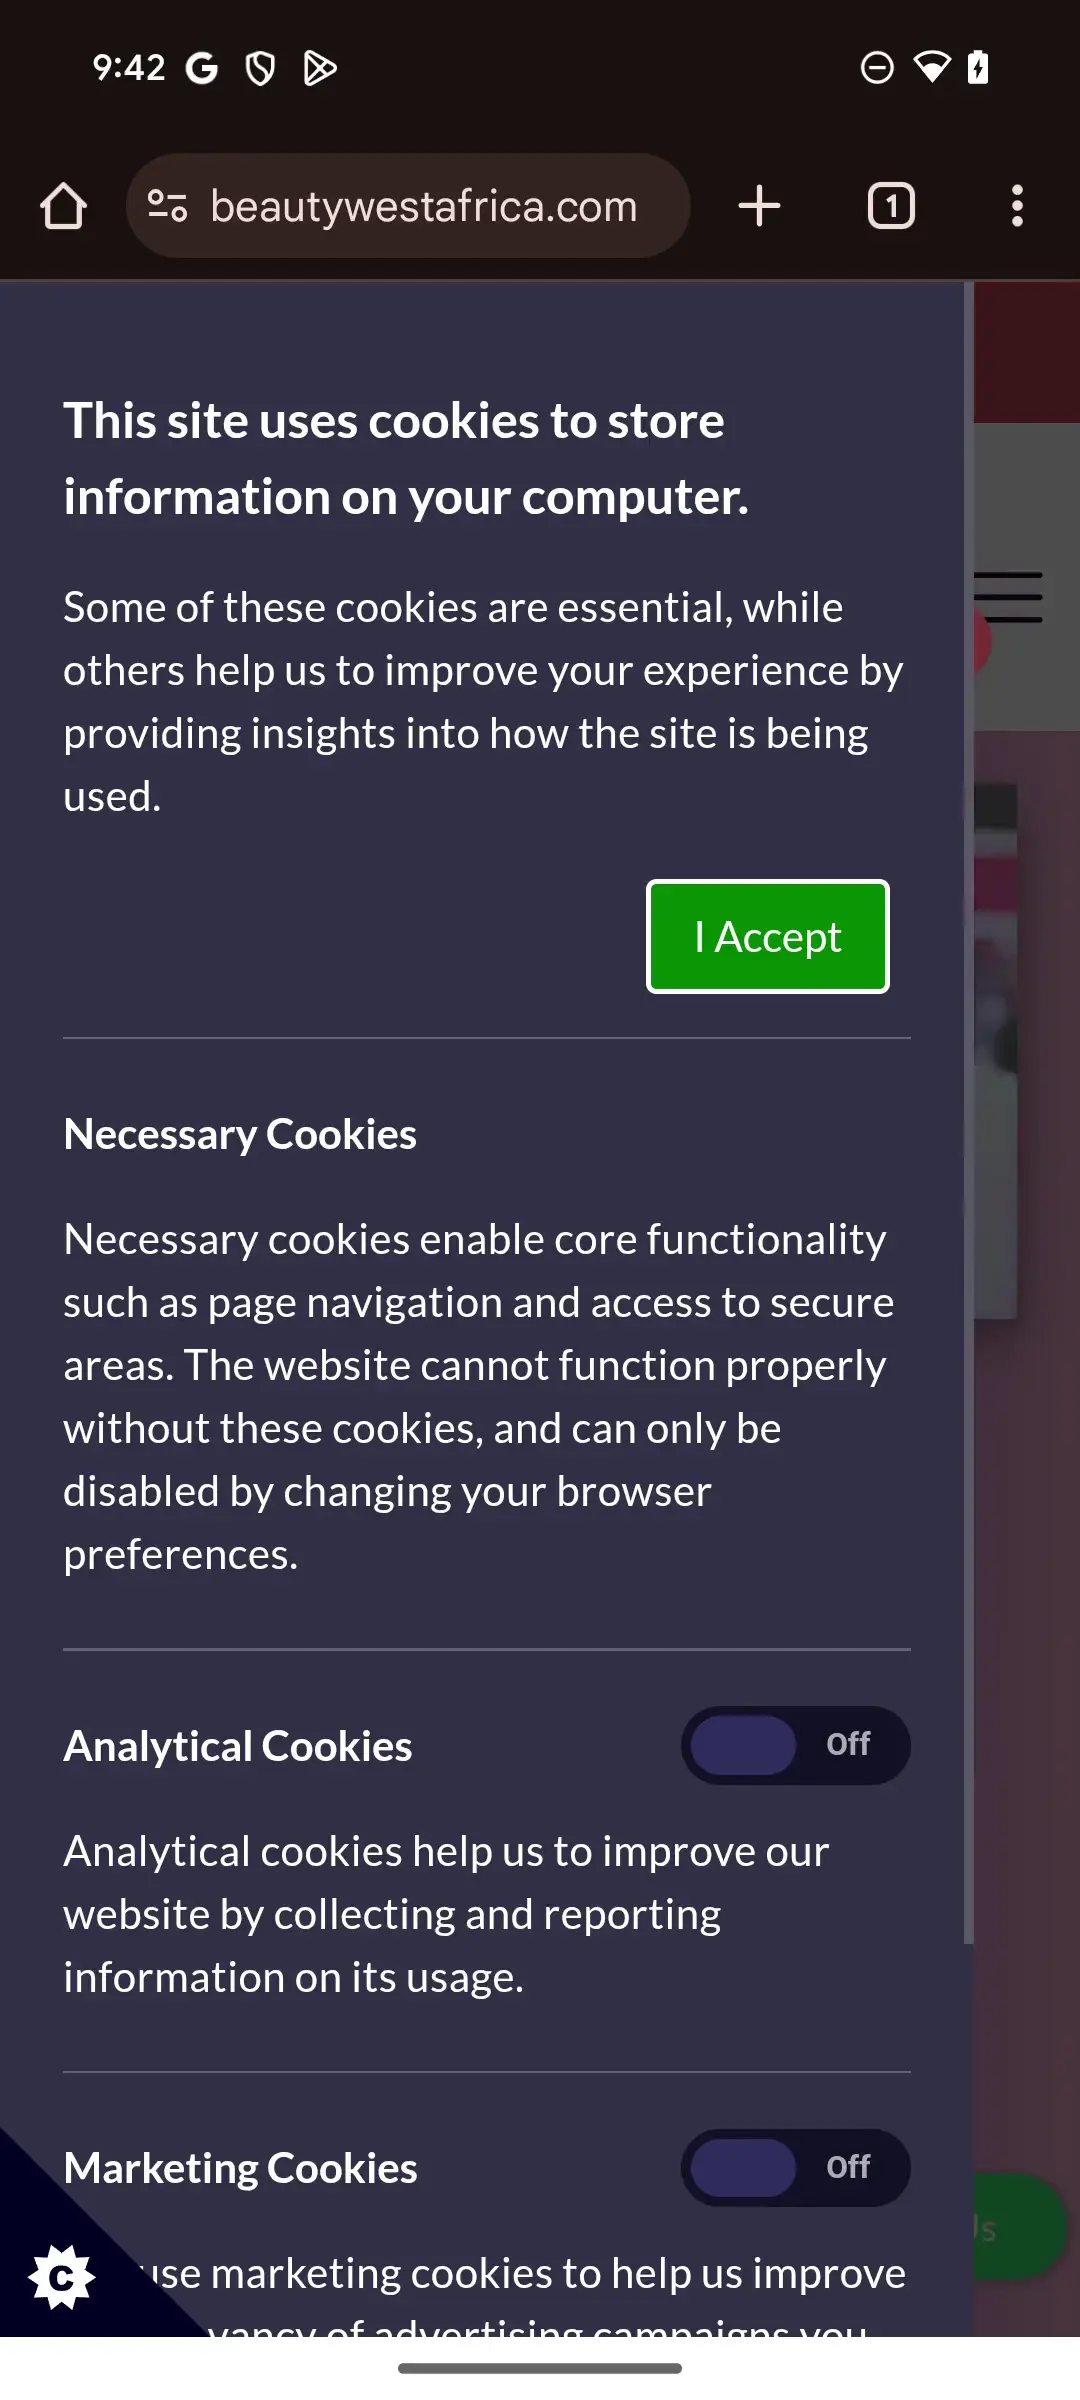 9:42
beautywestafrica.com
1
This site uses cookies to store
information on your computer.
Some of these cookies are essential, while
others help us to improve your experience by
providing insights into how the site is being
used.
I Accept
Necessary Cookies
Necessary cookies enable core functionality
such as page navigation and access to secure
areas. The website cannot function properly
without these cookies, and can only be
disabled by changing your browser
preferences.
Analytical Cookies
Off
Analytical cookies help us to improve our
website by collecting and reporting
information on its usage.
Marketing Cookies
Off
use marketing cookies to help us improve
of advertising campaigns you